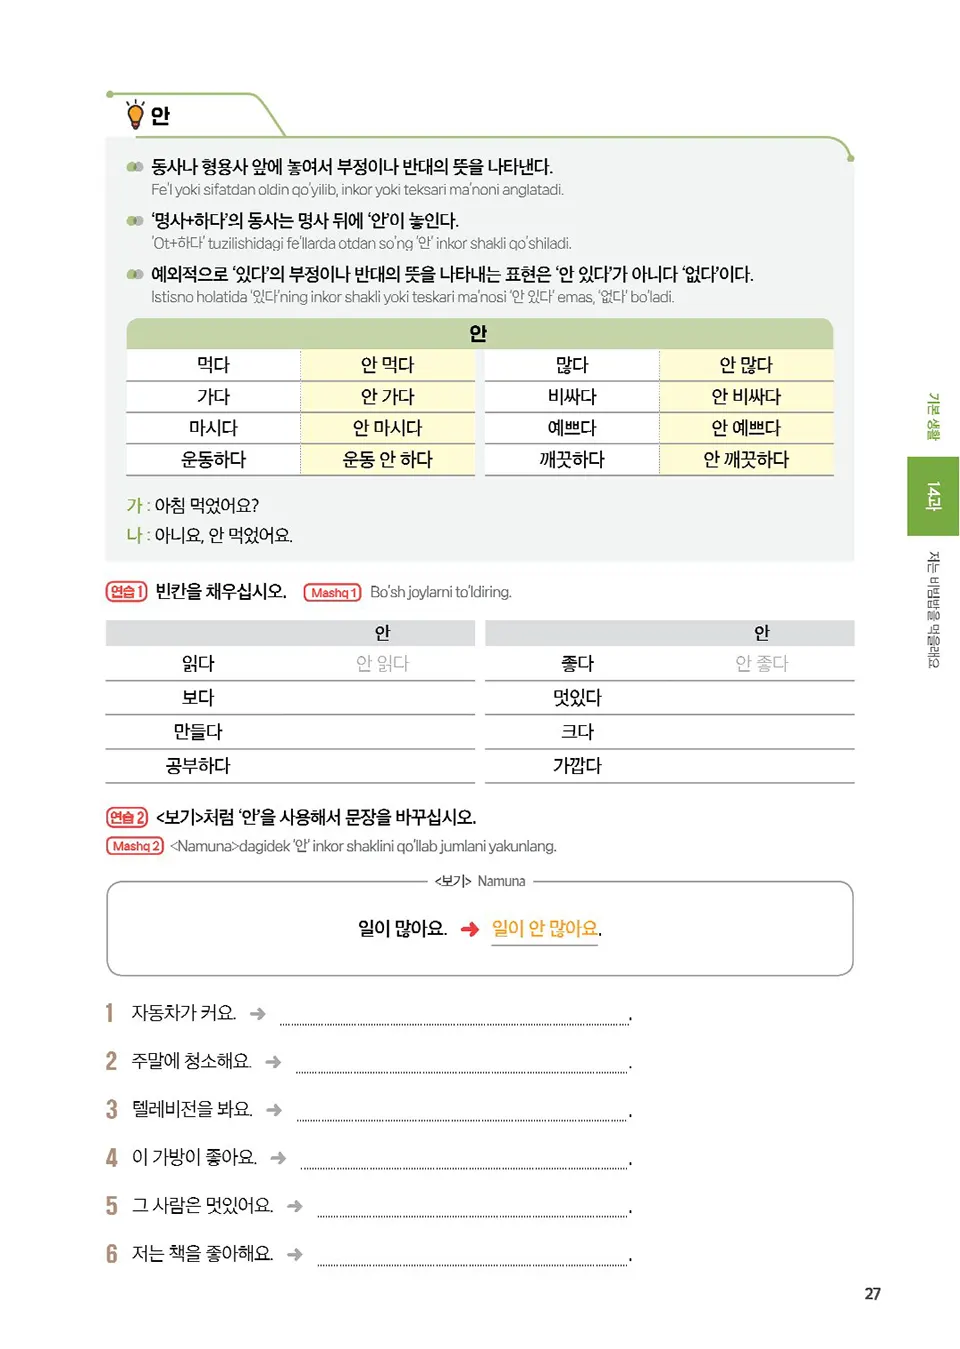 안
동사나 형용사 앞에 놓여서 부정이나 반대의 뜻을 나타낸다.
Fe'l yoki sifatdan oldin qo'yilib, inkor yoki teksari ma'noni anglatadi.
'명사+하다'의 동사는 명사 뒤에 '안'이 놓인다.
'Ot+하다' tuzilishidagi fe'llarda otdan so'ng '안' inkor shakli qo'shiladi.
예외적으로 '있다'의 부정이나 반대의 뜻을 나타내는 표현은 '안 있다'가 아니다 '없다'이다.
Istisno holatida '있다'ning inkor shakli yoki teskari ma'nosi '안 있다' emas, '없다' bo'ladi.
안
먹다 안 먹다 많다 안 많다
가다 안 가다 비싸다 안 비싸다
마시다 안 마시다 예쁘다 안 예쁘다
운동하다 운동 안 하다 깨끗하다 안 깨끗하다
가 : 아침 먹었어요?
나 : 아니요, 안 먹었어요.
연습 1 빈칸을 채우십시오. Mashq 1 Bo'sh joylarni to'ldiring.
안 안
읽다 안 읽다 좋다 안 좋다
보다 멋있다
만들다 크다
공부하다 가깝다
연습 2 <보기>처럼 '안'을 사용해서 문장을 바꾸십시오.
Mashq 2 <Namuna>dagidek '안' inkor shaklini qo'llab jumlani yakunlang.
<보기> Namuna
일이 많아요. ➜ 일이 안 많아요.
1 자동차가 커요. ➜ .
2 주말에 청소해요. ➜ .
3 텔레비전을 봐요. ➜ .
4 이 가방이 좋아요. ➜ .
5 그 사람은 멋있어요. ➜ .
6 저는 책을 좋아해요. ➜ .
기본 생활
14과
저는 비빔밥을 먹을래요
27